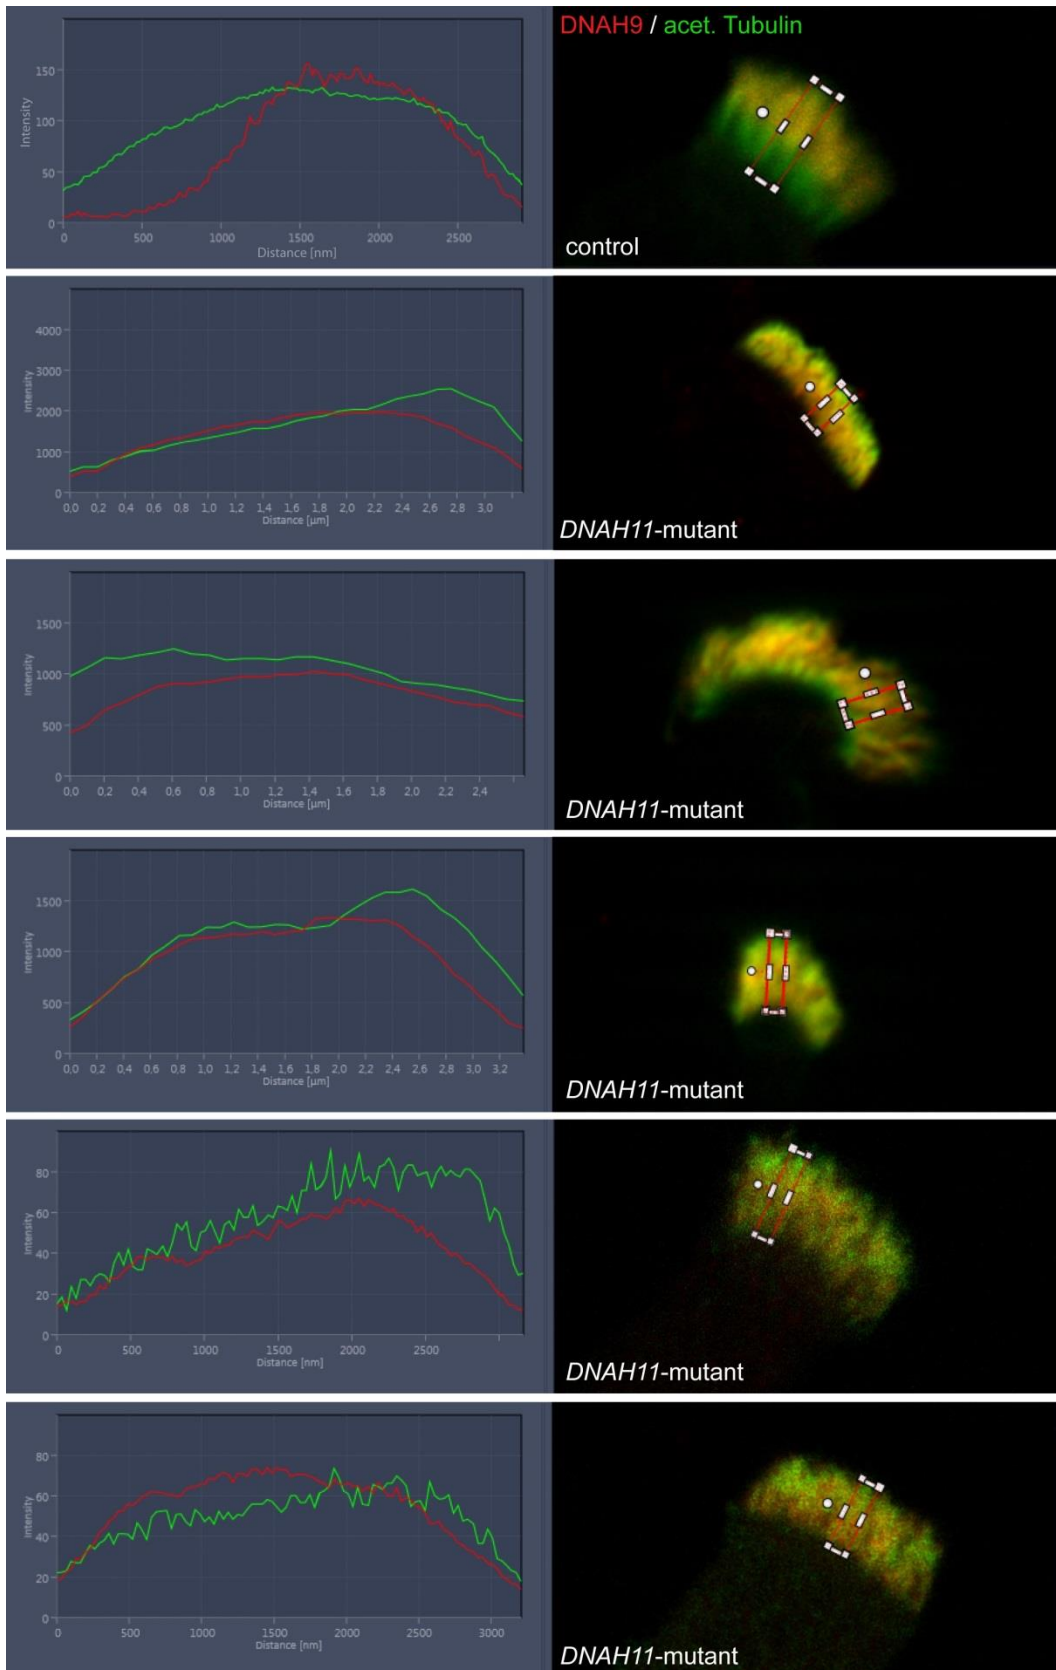 DNAH9 / acet. Tubulin
150
100
50
0
Intensity
0 500 1000 1500 2000 2500
Distance [nm]
control
4000
3000
2000
1000
0
Intensity
0,0 0,2 0,4 0,6 0,8 1,0 1,2 1,4 1,6 1,8 2,0 2,2 2,4 2,6 2,8 3,0
Distance [µm]
DNAH11-mutant
1500
1000
500
0
Intensity
0,0 0,2 0,4 0,6 0,8 1,0 1,2 1,4 1,6 1,8 2,0 2,2 2,4
Distance [µm]
DNAH11-mutant
1500
1000
500
0
Intensity
0,0 0,2 0,4 0,6 0,8 1,0 1,2 1,4 1,6 1,8 2,0 2,2 2,4 2,6 2,8 3,0 3,2
Distance [µm]
DNAH11-mutant
80
60
40
20
0
Intensity
0 500 1000 1500 2000 2500
Distance [nm]
DNAH11-mutant
80
60
40
20
0
Intensity
0 500 1000 1500 2000 2500 3000
Distance [nm]
DNAH11-mutant